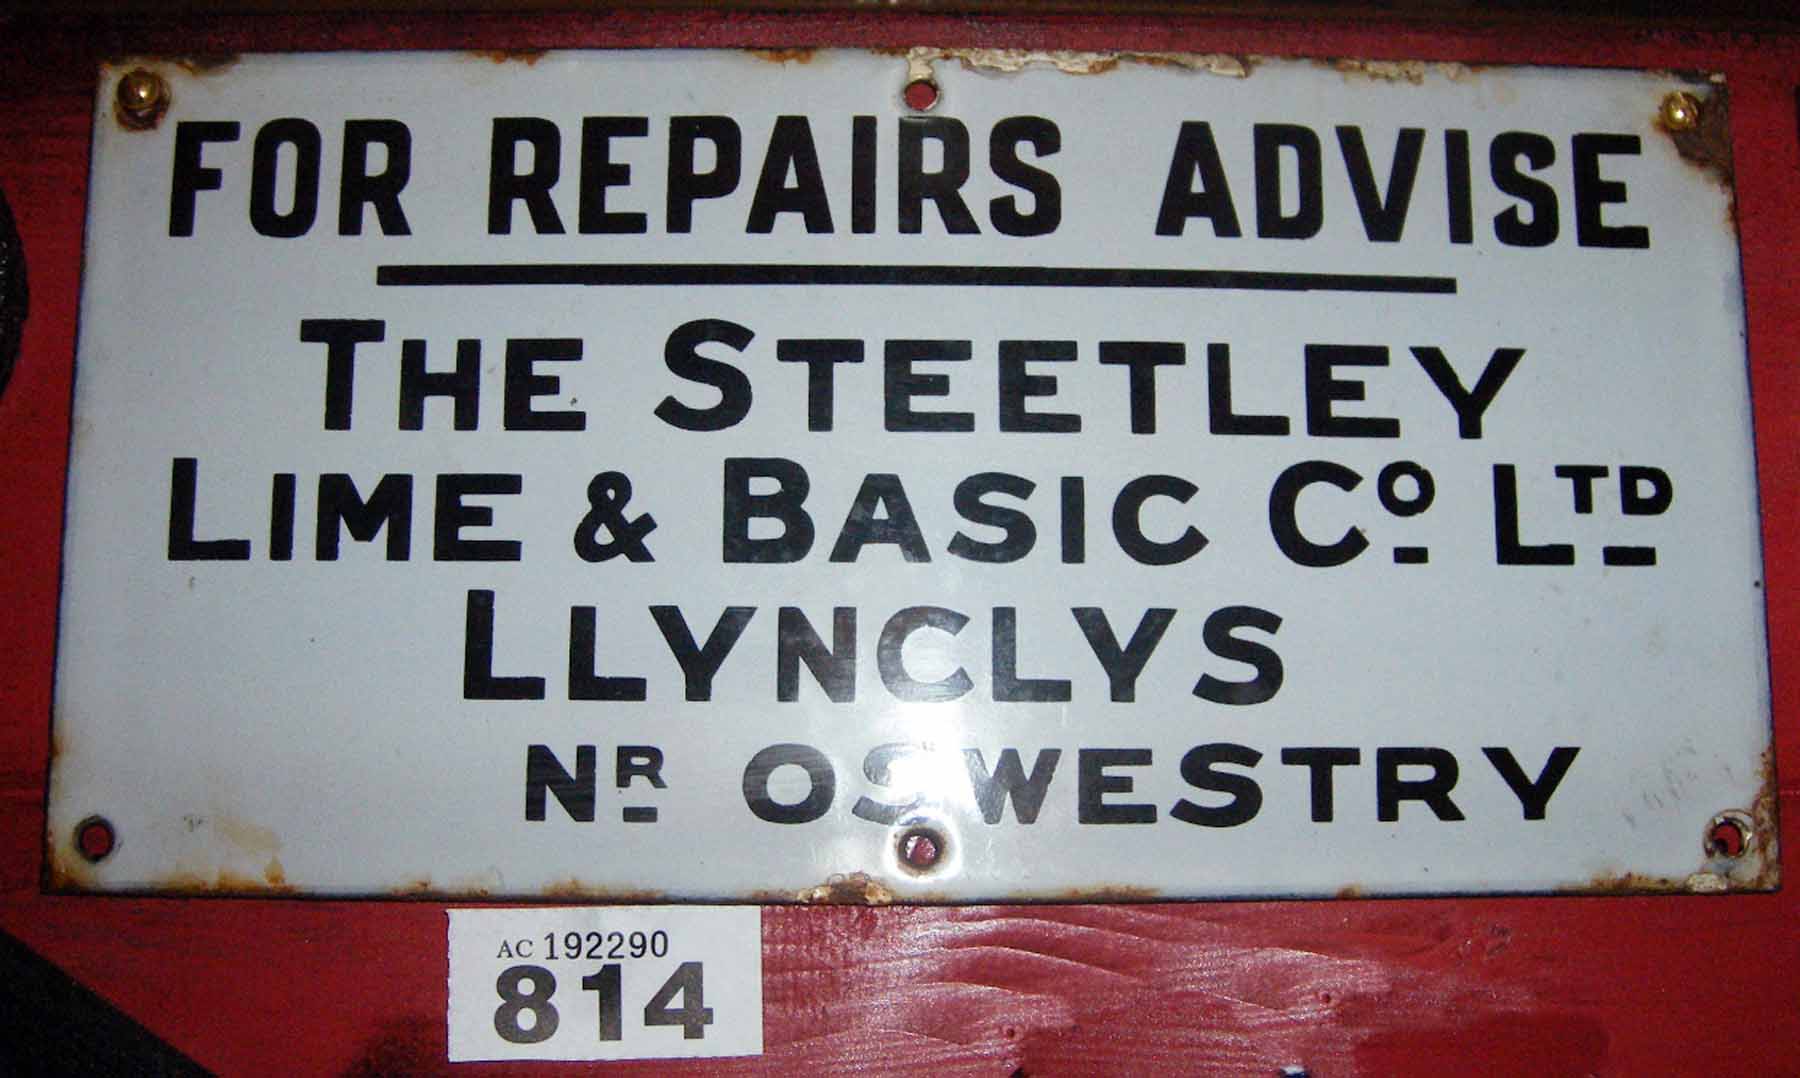 FOR REPAIRS ADVISE
THE STEETLEY
LIME & BASIC CO LTD
LLYNCLYS
NR OSWESTRY
AC 192290
814